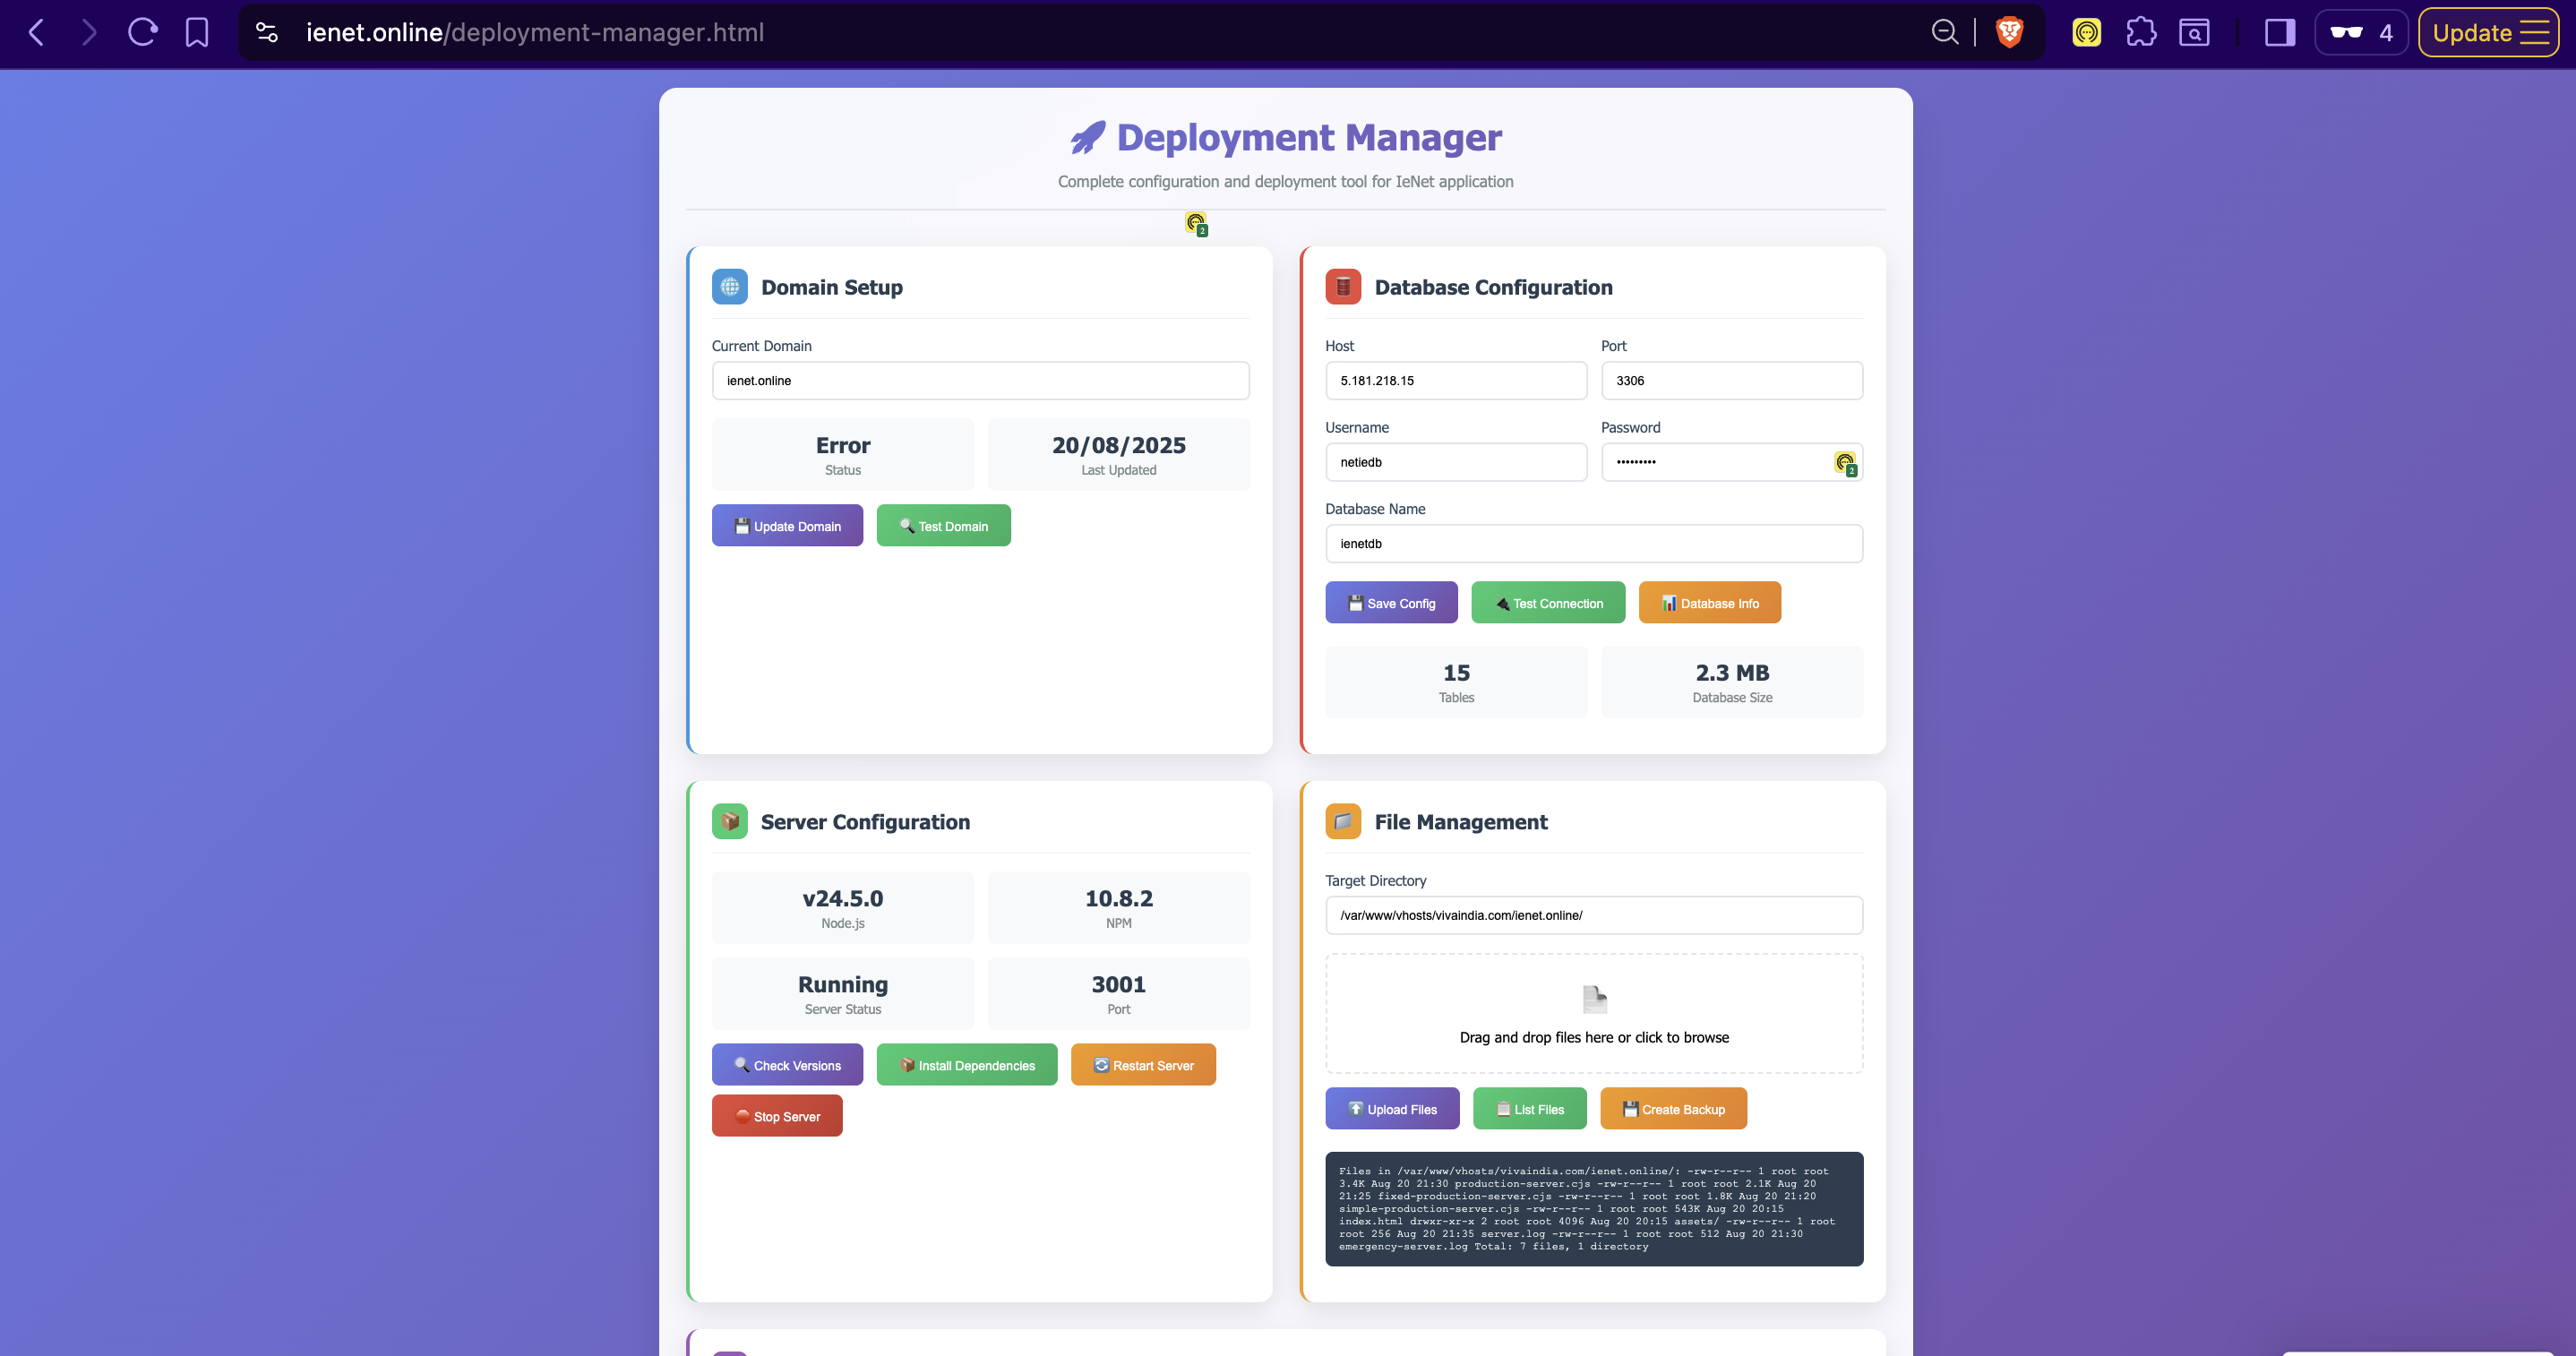 ienet.online/deployment-manager.html
4
Update
Deployment Manager
Complete configuration and deployment tool for IeNet application
2
Domain Setup
Current Domain
ienet.online
Error
Status
20/08/2025
Last Updated
Update Domain
Test Domain
Database Configuration
Host
Port
5.181.218.15
3306
Username
Password
netiedb
•••••••••
2
Database Name
ienetdb
Save Config
Test Connection
Database Info
15
Tables
2.3 MB
Database Size
Server Configuration
v24.5.0
Node.js
10.8.2
NPM
Running
Server Status
3001
Port
Check Versions
Install Dependencies
Restart Server
Stop Server
File Management
Target Directory
/var/www/vhosts/vivaindia.com/ienet.online/
Drag and drop files here or click to browse
Upload Files
List Files
Create Backup
Files in /var/www/vhosts/vivaindia.com/ienet.online/: -rw-r--r-- 1 root root
3.4K Aug 20 21:30 production-server.cjs -rw-r--r-- 1 root root 2.1K Aug 20
21:25 fixed-production-server.cjs -rw-r--r-- 1 root root 1.8K Aug 20 21:20
simple-production-server.cjs -rw-r--r-- 1 root root 543K Aug 20 20:15
index.html drwxr-xr-x 2 root root 4096 Aug 20 20:15 assets/ -rw-r--r-- 1 root
root 256 Aug 20 21:35 server.log -rw-r--r-- 1 root root 512 Aug 20 21:30
emergency-server.log Total: 7 files, 1 directory